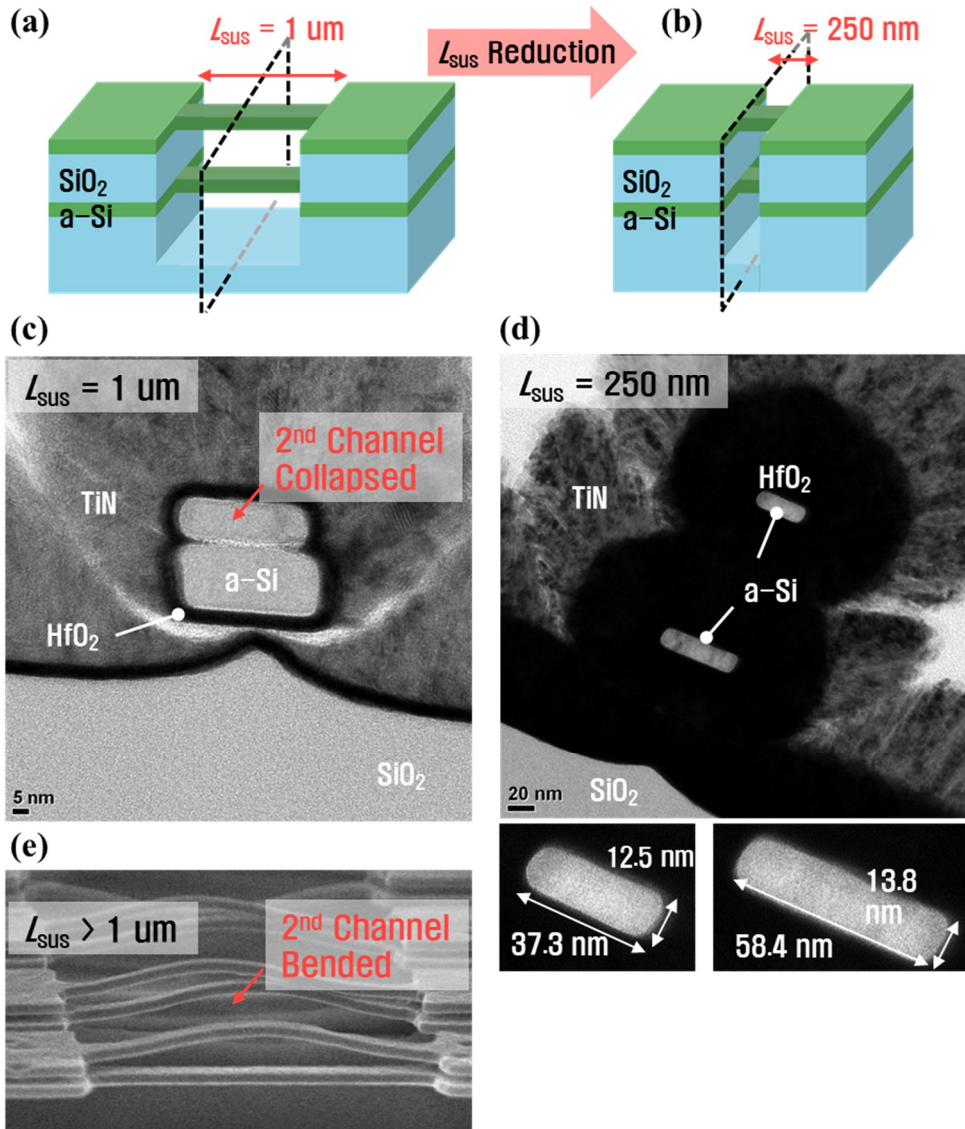 (a)
Lsus = 1 um
Lsus Reduction
(b)
Lsus = 250 nm
SiO2
a-Si
SiO2
a-Si
(c)
Lsus = 1 um
2nd Channel
Collapsed
TiN
a-Si
HfO2
SiO2
5 nm
(d)
Lsus = 250 nm
HfO2
TiN
a-Si
SiO2
20 nm
12.5 nm
37.3 nm
13.8
nm
58.4 nm
(e)
Lsus > 1 um
2nd Channel
Bended